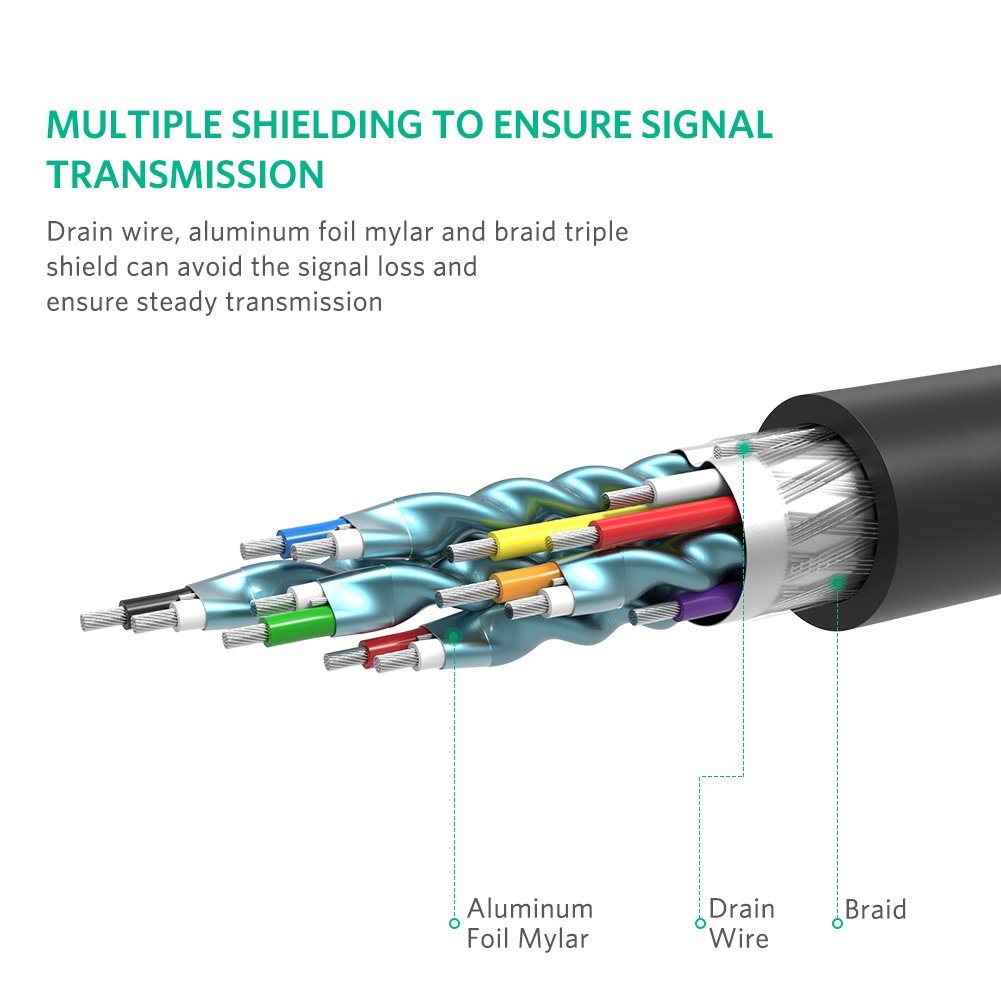 MULTIPLE SHIELDING TO ENSURE SIGNAL
TRANSMISSION
Drain wire, aluminum foil mylar and braid triple
shield can avoid the signal loss and
ensure steady transmission
Aluminum
Foil Mylar
Drain
Wire
Braid